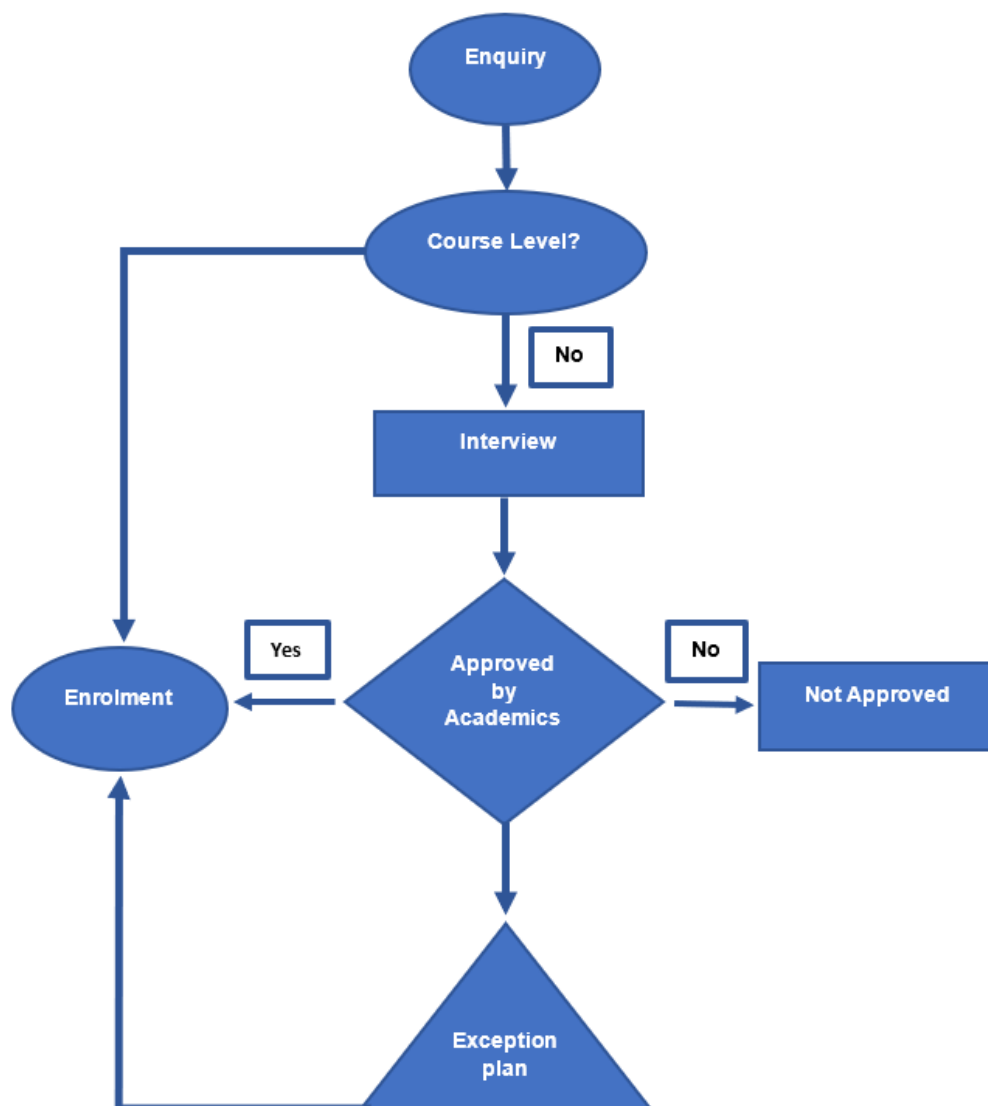 Enquiry
Course Level?
No
Interview
Yes
Approved
by
Academics
No
Enrolment
Not Approved
Exception
plan